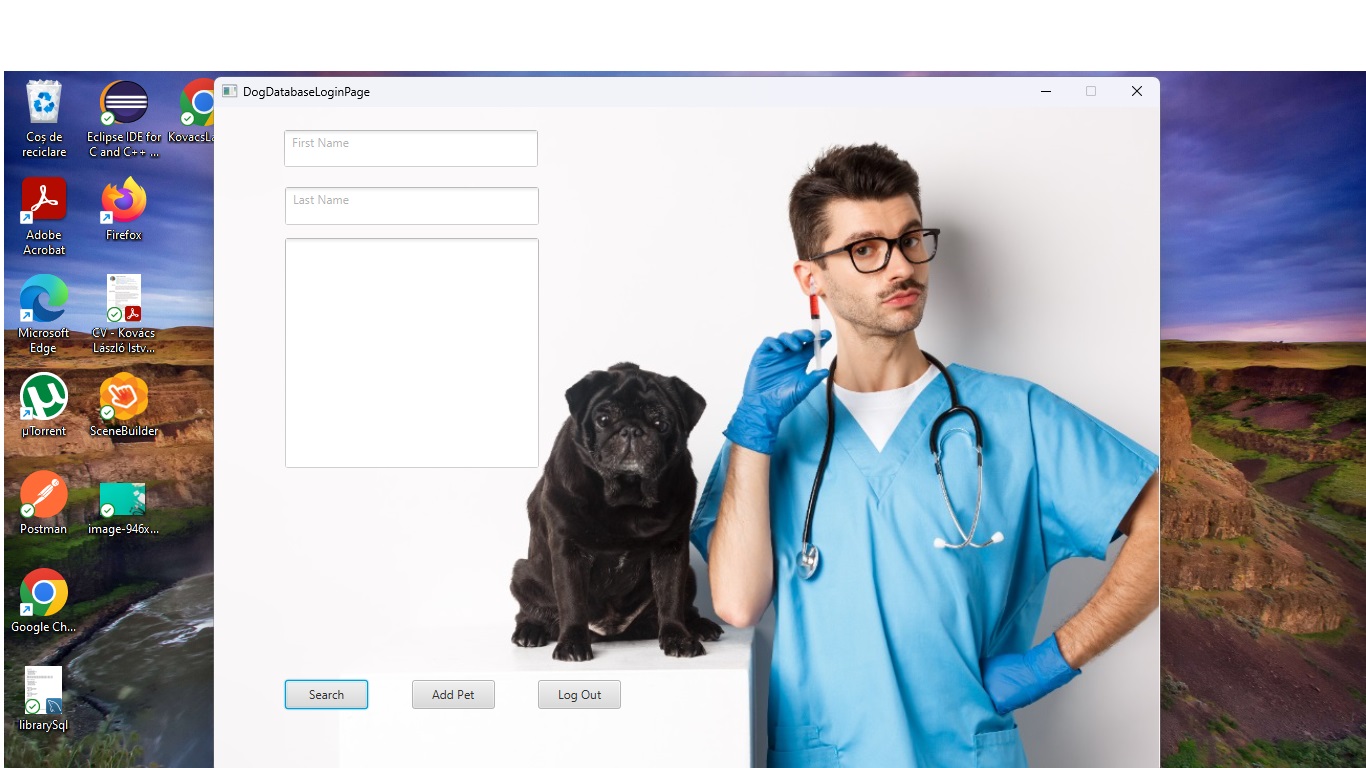 DogDatabaseLoginPage
Coș de
reciclare
Eclipse IDE for
C and C++ ...
KovacsLa
Adobe
Acrobat
Firefox
Microsoft
Edge
CV - Kovács
László Istv...
µTorrent
SceneBuilder
Postman
image-946x...
Google Ch...
librarySql
First Name
Last Name
Search
Add Pet
Log Out